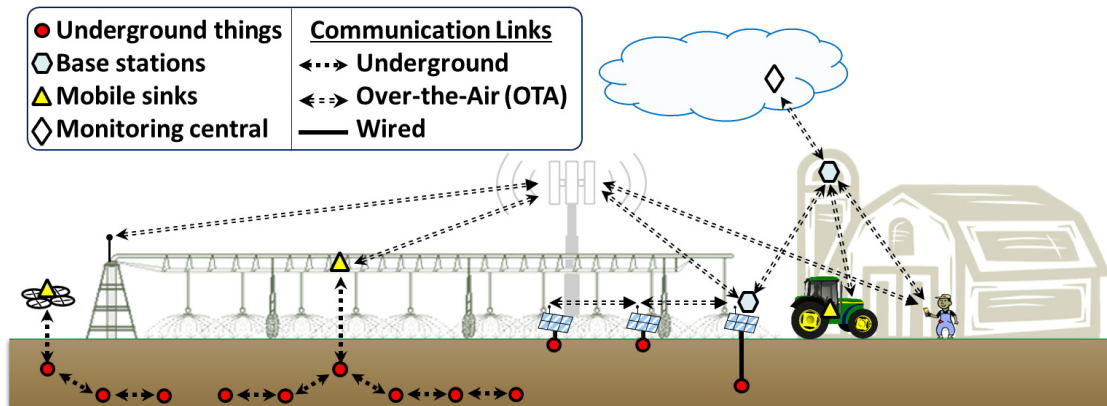 Underground things
Base stations
Mobile sinks
Monitoring central
Communication Links
Underground
Over-the-Air (OTA)
Wired